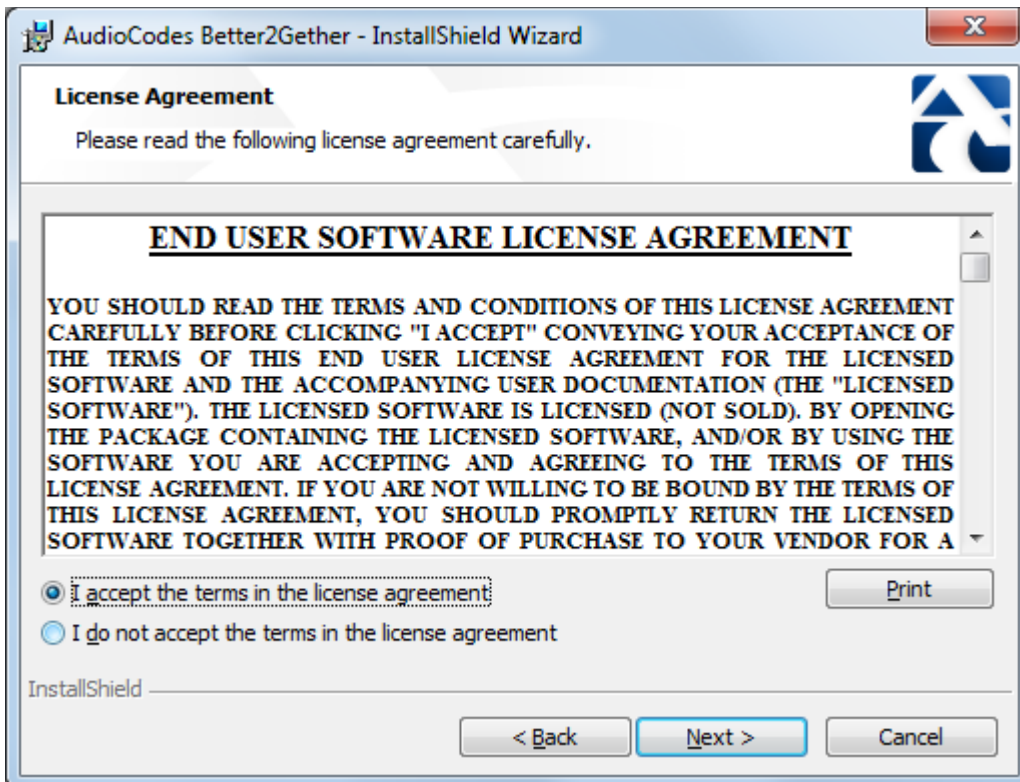 AudioCodes Better2Gether - InstallShield Wizard
License Agreement
Please read the following license agreement carefully.
END USER SOFTWARE LICENSE AGREEMENT
YOU SHOULD READ THE TERMS AND CONDITIONS OF THIS LICENSE AGREEMENT
CAREFULLY BEFORE CLICKING "I ACCEPT" CONVEYING YOUR ACCEPTANCE OF
THE TERMS OF THIS END USER LICENSE AGREEMENT FOR THE LICENSED
SOFTWARE AND THE ACCOMPANYING USER DOCUMENTATION (THE "LICENSED
SOFTWARE"). THE LICENSED SOFTWARE IS LICENSED (NOT SOLD). BY OPENING
THE PACKAGE CONTAINING THE LICENSED SOFTWARE, AND/OR BY USING THE
SOFTWARE YOU ARE ACCEPTING AND AGREEING TO THE TERMS OF THIS
LICENSE AGREEMENT. IF YOU ARE NOT WILLING TO BE BOUND BY THE TERMS OF
THIS LICENSE AGREEMENT, YOU SHOULD PROMPTLY RETURN THE LICENSED
SOFTWARE TOGETHER WITH PROOF OF PURCHASE TO YOUR VENDOR FOR A
I accept the terms in the license agreement
Print
I do not accept the terms in the license agreement
InstallShield
< Back Next > Cancel